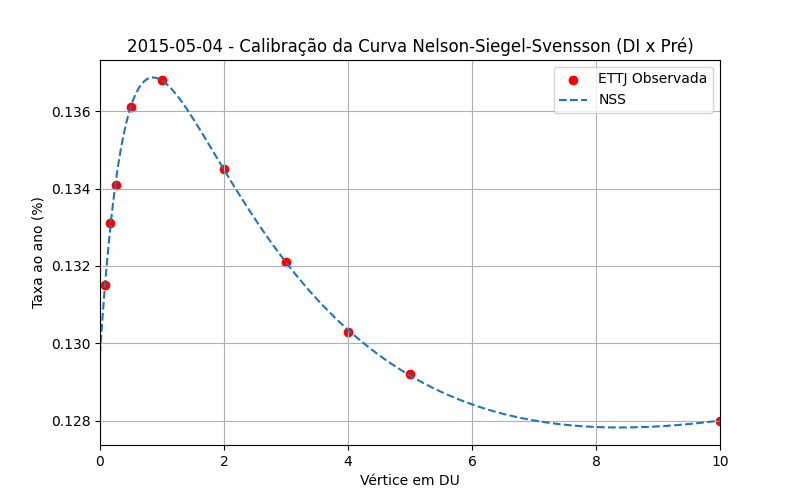 2015-05-04 - Calibração da Curva Nelson-Siegel-Svensson (DI x Pré)
ETTJ Observada
NSS
Taxa ao ano (%)
0.136
0.134
0.132
0.130
0.128
0 2 4 6 8 10
Vértice em DU